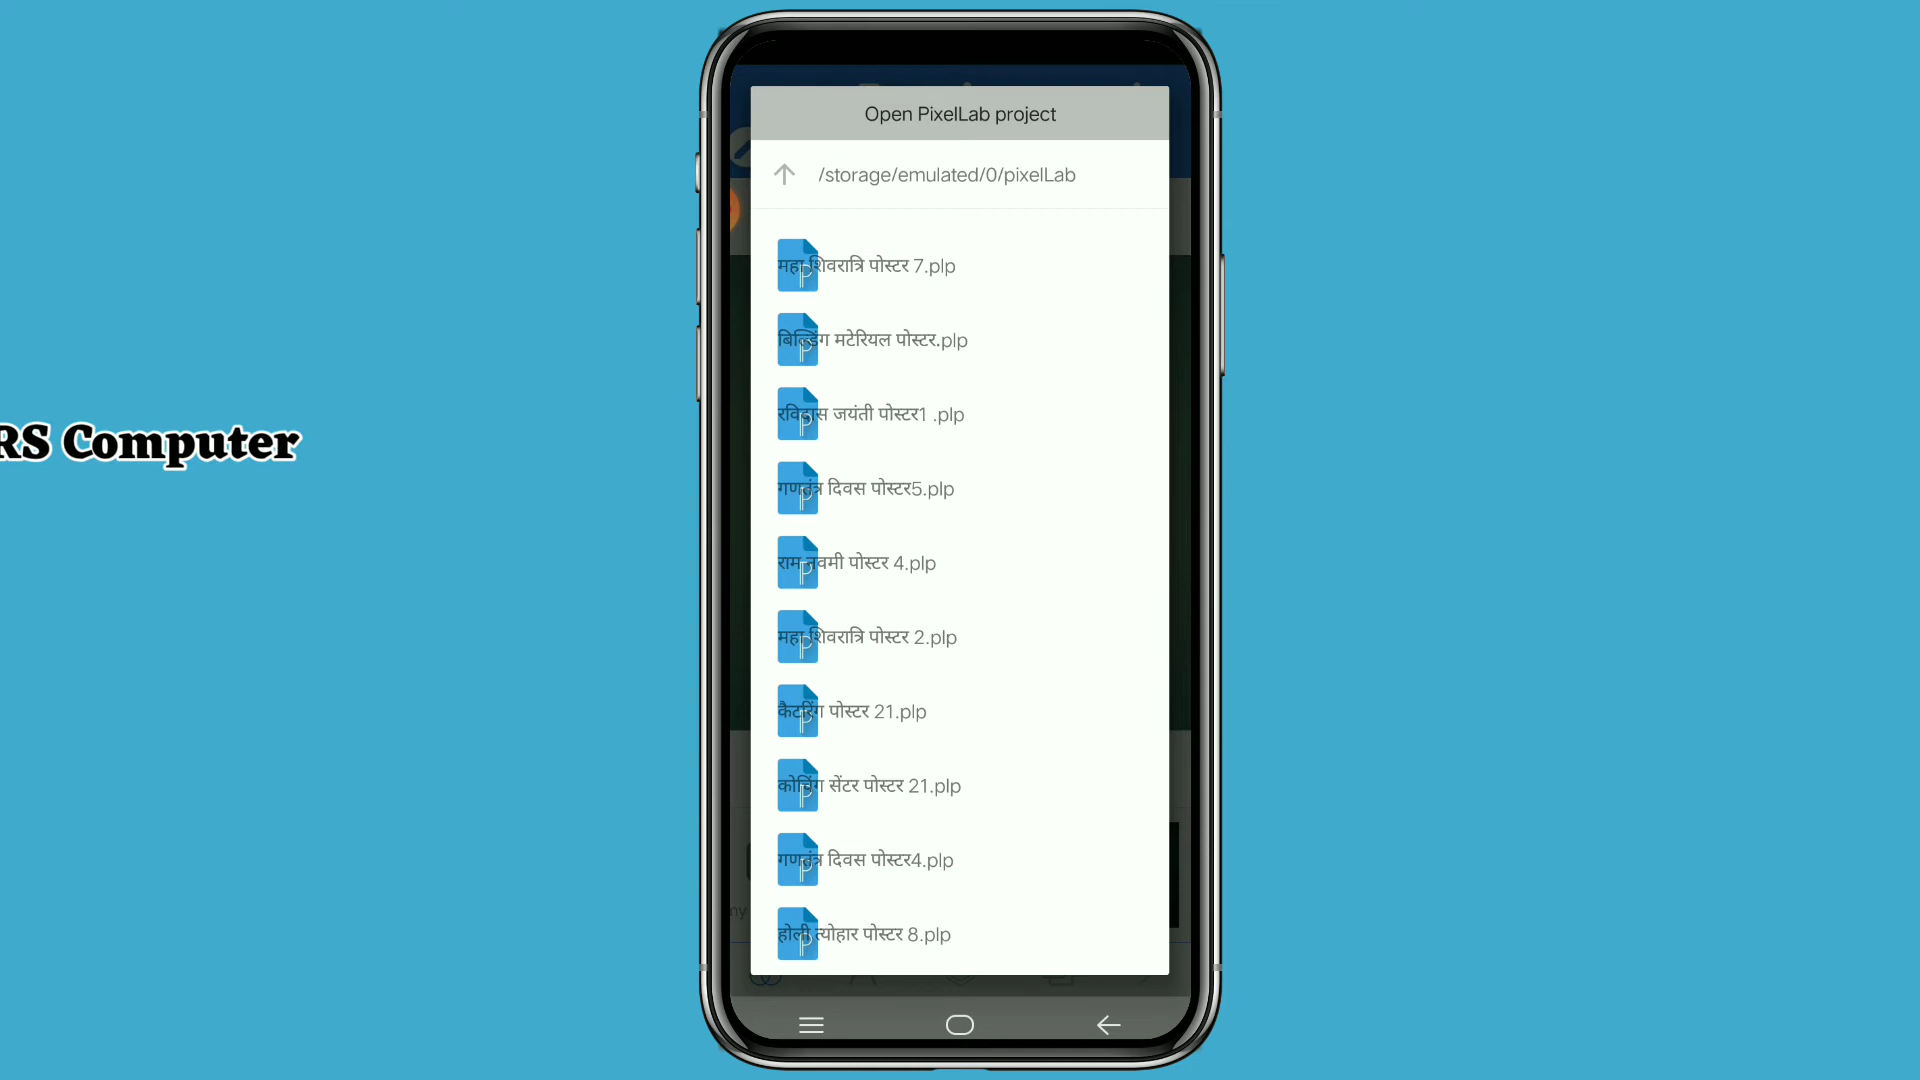 Open PixelLab project
/storage/emulated/0/pixelLab
महा शिवरात्रि पोस्टर 7.plp
बिल्डिंग मटेरियल पोस्टर.plp
रविदास जयंती पोस्टर1 .plp
गणतंत्र दिवस पोस्टर5.plp
RS Computer
राम नवमी पोस्टर 4.plp
महा शिवरात्रि पोस्टर 2.plp
कैटरिंग पोस्टर 21.plp
कोचिंग सेंटर पोस्टर 21.plp
गणतंत्र दिवस पोस्टर4.plp
my
होली त्योहार पोस्टर 8.plp